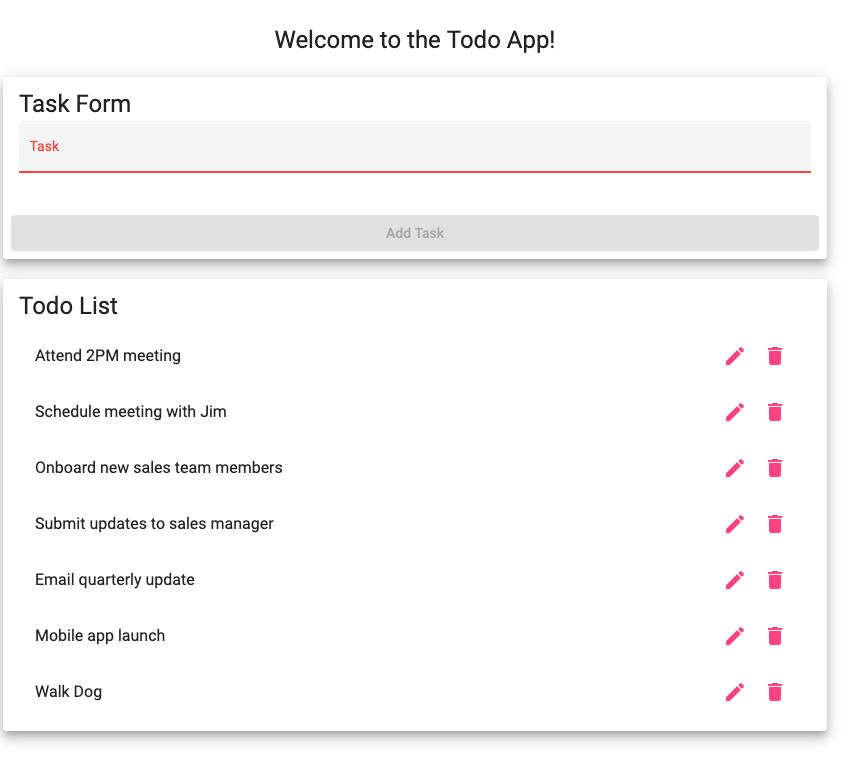 Welcome to the Todo App!
Task Form
Task
Add Task
Todo List
Attend 2PM meeting
Schedule meeting with Jim
Onboard new sales team members
Submit updates to sales manager
Email quarterly update
Mobile app launch
Walk Dog